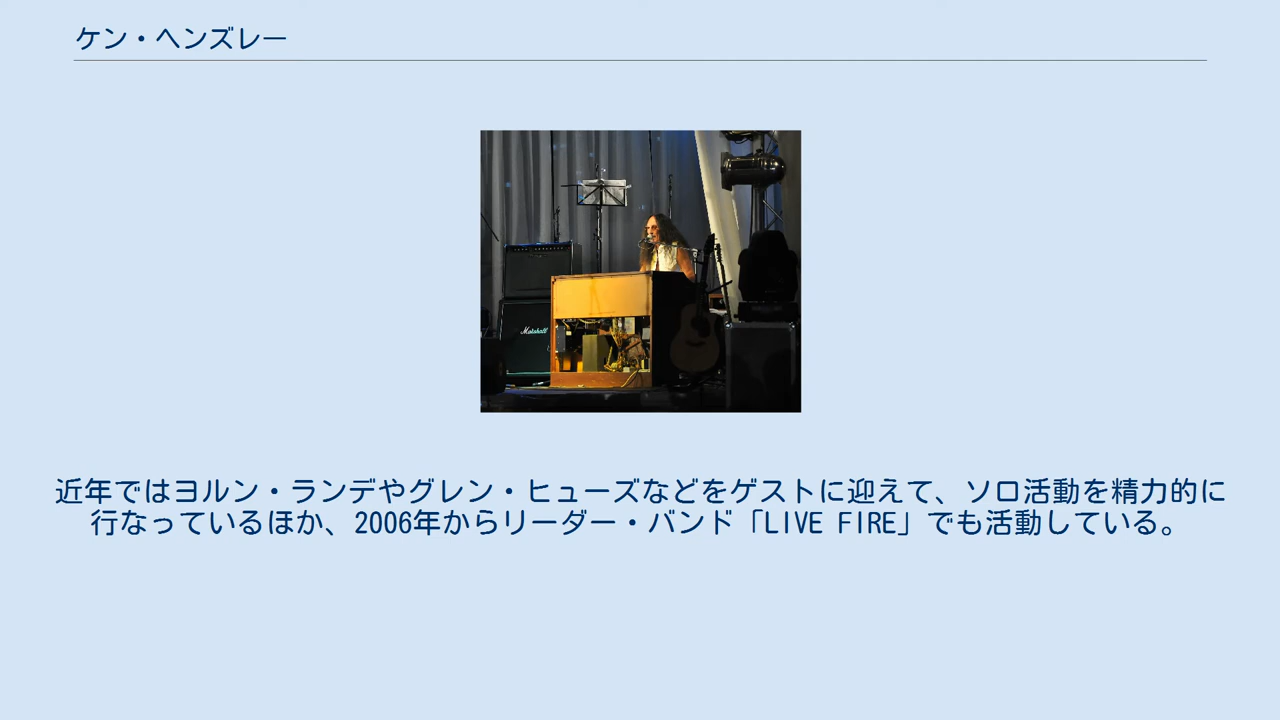 ケン・ヘンズレー
Marshall
近年ではヨルン・ランデやグレン・ヒューズなどをゲストに迎えて、ソロ活動を精力的に
行なっているほか、2006年からリーダー・バンド「LIVE FIRE」でも活動している。